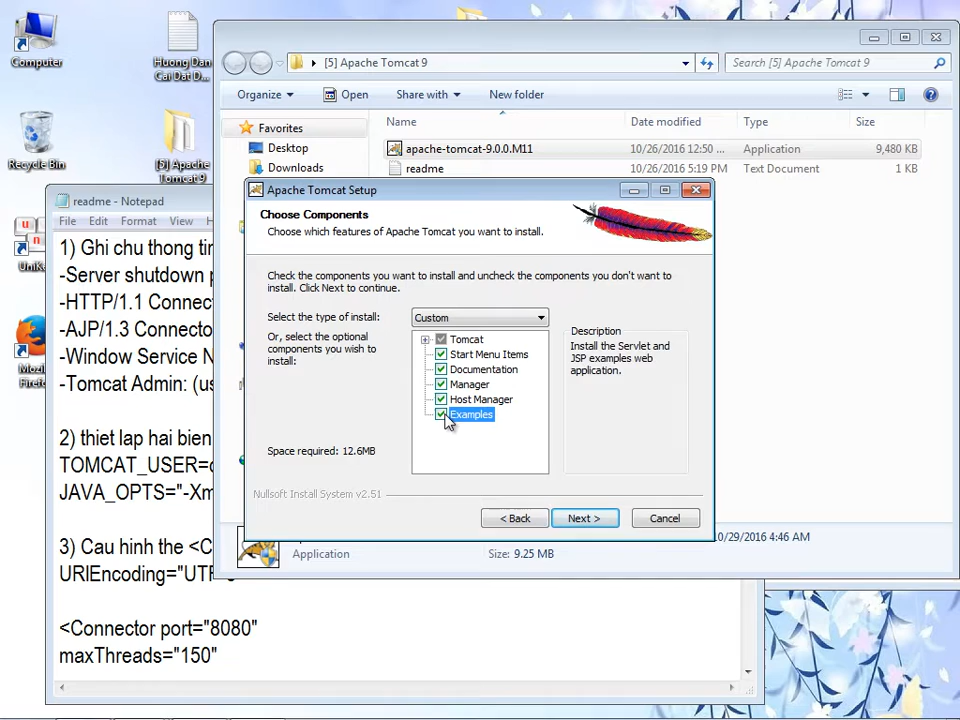 Computer
Huong Dan
Cai Dat D...
Recycle Bin
[5] Apache
Tomcat 9
[5] Apache Tomcat 9
Search [5] Apache Tomcat 9
Organize
Open
Share with
New folder
Favorites
Desktop
Downloads
Name
Date modified
Type
Size
apache-tomcat-9.0.0.M11
10/26/2016 12:50 ...
Application
9,480 KB
readme
10/26/2016 5:19 PM
Text Document
1 KB
Application
Size: 9.25 MB
10/29/2016 4:46 AM
readme - Notepad
File
Edit
Format
View
1) Ghi chu thong tin
-Server shutdown
-HTTP/1.1 Connec
-AJP/1.3 Connecto
-Window Service N
-Tomcat Admin: (us
2) thiet lap hai bien
TOMCAT_USER=
JAVA_OPTS="-Xm
3) Cau hinh the <C
URIEncoding="UTF
<Connector port="8080"
maxThreads="150"
Apache Tomcat Setup
Choose Components
Choose which features of Apache Tomcat you want to install.
Check the components you want to install and uncheck the components you don't want to
install. Click Next to continue.
Select the type of install:
Custom
Or, select the optional
components you wish to
install:
Tomcat
Start Menu Items
Documentation
Manager
Host Manager
Examples
Description
Install the Servlet and
JSP examples web
application.
Space required: 12.6MB
Nullsoft Install System v2.51
< Back
Next >
Cancel